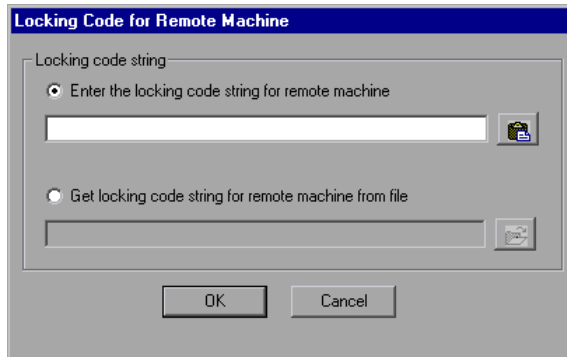 Locking Code for Remote Machine
Locking code string
Enter the locking code string for remote machine
Get locking code string for remote machine from file
OK
Cancel